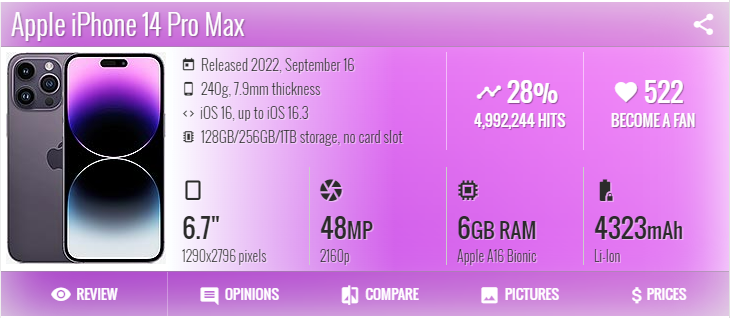 Apple iPhone 14 Pro Max
Released 2022, September 16
240g, 7.9mm thickness
iOS 16, up to iOS 16.3
128GB/256GB/1TB storage, no card slot
28%
4,992,244 HITS
522
BECOME A FAN
6.7"
1290x2796 pixels
48MP
2160p
6GB RAM
Apple A16 Bionic
4323mAh
Li-Ion
REVIEW
OPINIONS
COMPARE
PICTURES
PRICES